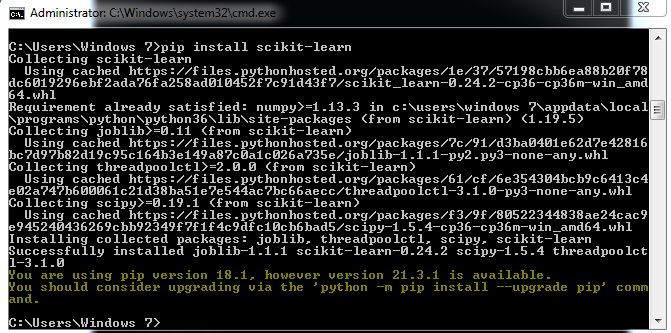 Administrator: C:\Windows\system32\cmd.exe
C:\Users\Windows 7>pip install scikit-learn
Collecting scikit-learn
  Using cached https://files.pythonhosted.org/packages/1e/37/57198cbb6ea88b20f78
dc6019296ebf2ada76fa258ad010452f7c91d43f7/scikit_learn-0.24.2-cp36-cp36m-win_amd
64.whl
Requirement already satisfied: numpy>=1.13.3 in c:\users\windows 7\appdata\local
\programs\python\python36\lib\site-packages (from scikit-learn) (1.19.5)
Collecting joblib>=0.11 (from scikit-learn)
  Using cached https://files.pythonhosted.org/packages/7c/91/d3ba0401e62d7e42816
bc7d97b82d19c95c164b3e149a87c0a1c026a735e/joblib-1.1.1-py2.py3-none-any.whl
Collecting threadpoolctl>=2.0.0 (from scikit-learn)
  Using cached https://files.pythonhosted.org/packages/61/cf/6e354304bcb9c6413c4
e02a747b600061c21d38ba51e7e544ac7bc66aecc/threadpoolctl-3.1.0-py3-none-any.whl
Collecting scipy>=0.19.1 (from scikit-learn)
  Using cached https://files.pythonhosted.org/packages/f3/9f/80522344838ae24cac9
e945240436269cbb92349f7f1f4c9dfc10cb6bad5/scipy-1.5.4-cp36-cp36m-win_amd64.whl
Installing collected packages: joblib, threadpoolctl, scipy, scikit-learn
Successfully installed joblib-1.1.1 scikit-learn-0.24.2 scipy-1.5.4 threadpoolct
l-3.1.0
You are using pip version 18.1, however version 21.3.1 is available.
You should consider upgrading via the 'python -m pip install --upgrade pip' comm
and.
C:\Users\Windows 7>